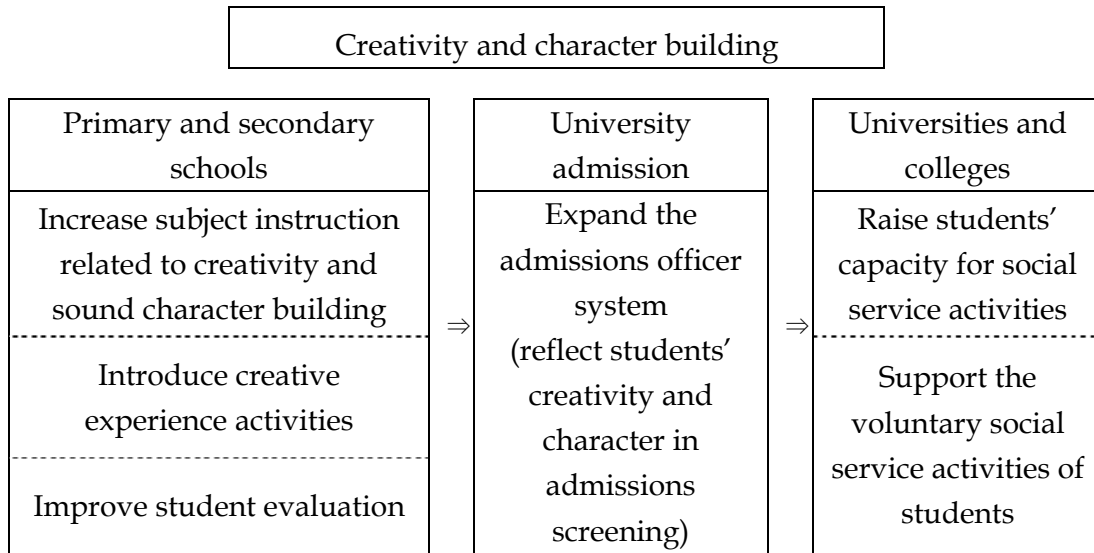 Creativity and character building
Primary and secondary
schools
Increase subject instruction
related to creativity and
sound character building
Introduce creative
experience activities
Improve student evaluation
⇒
University
admission
Expand the
admissions officer
system
(reflect students’
creativity and
character in
admissions
screening)
⇒
Universities and
colleges
Raise students’
capacity for social
service activities
Support the
voluntary social
service activities of
students